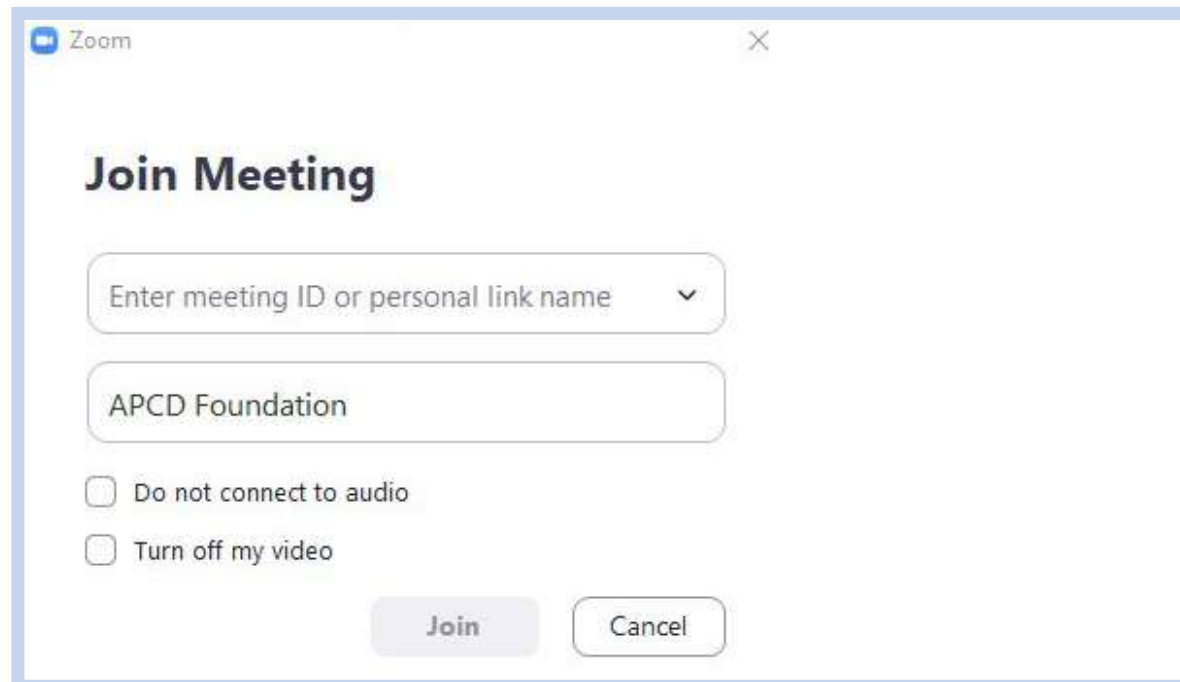 Zoom
Join Meeting
Enter meeting ID or personal link name
APCD Foundation
Do not connect to audio
Turn off my video
Join Cancel